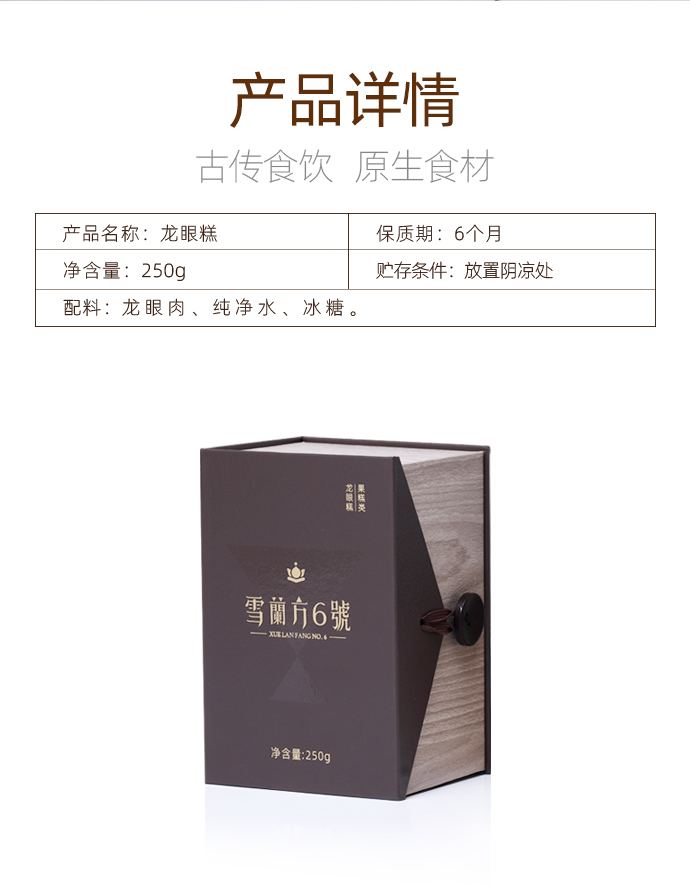 产品详情
古传食饮 原生食材
产品名称：龙眼糕
保质期：6个月
净含量：250g
贮存条件：放置阴凉处
配料：龙眼肉、纯净水、冰糖。
果糕类
龙眼糕
雪蘭方6號
XUE LAN FANG NO. 6
净含量:250g